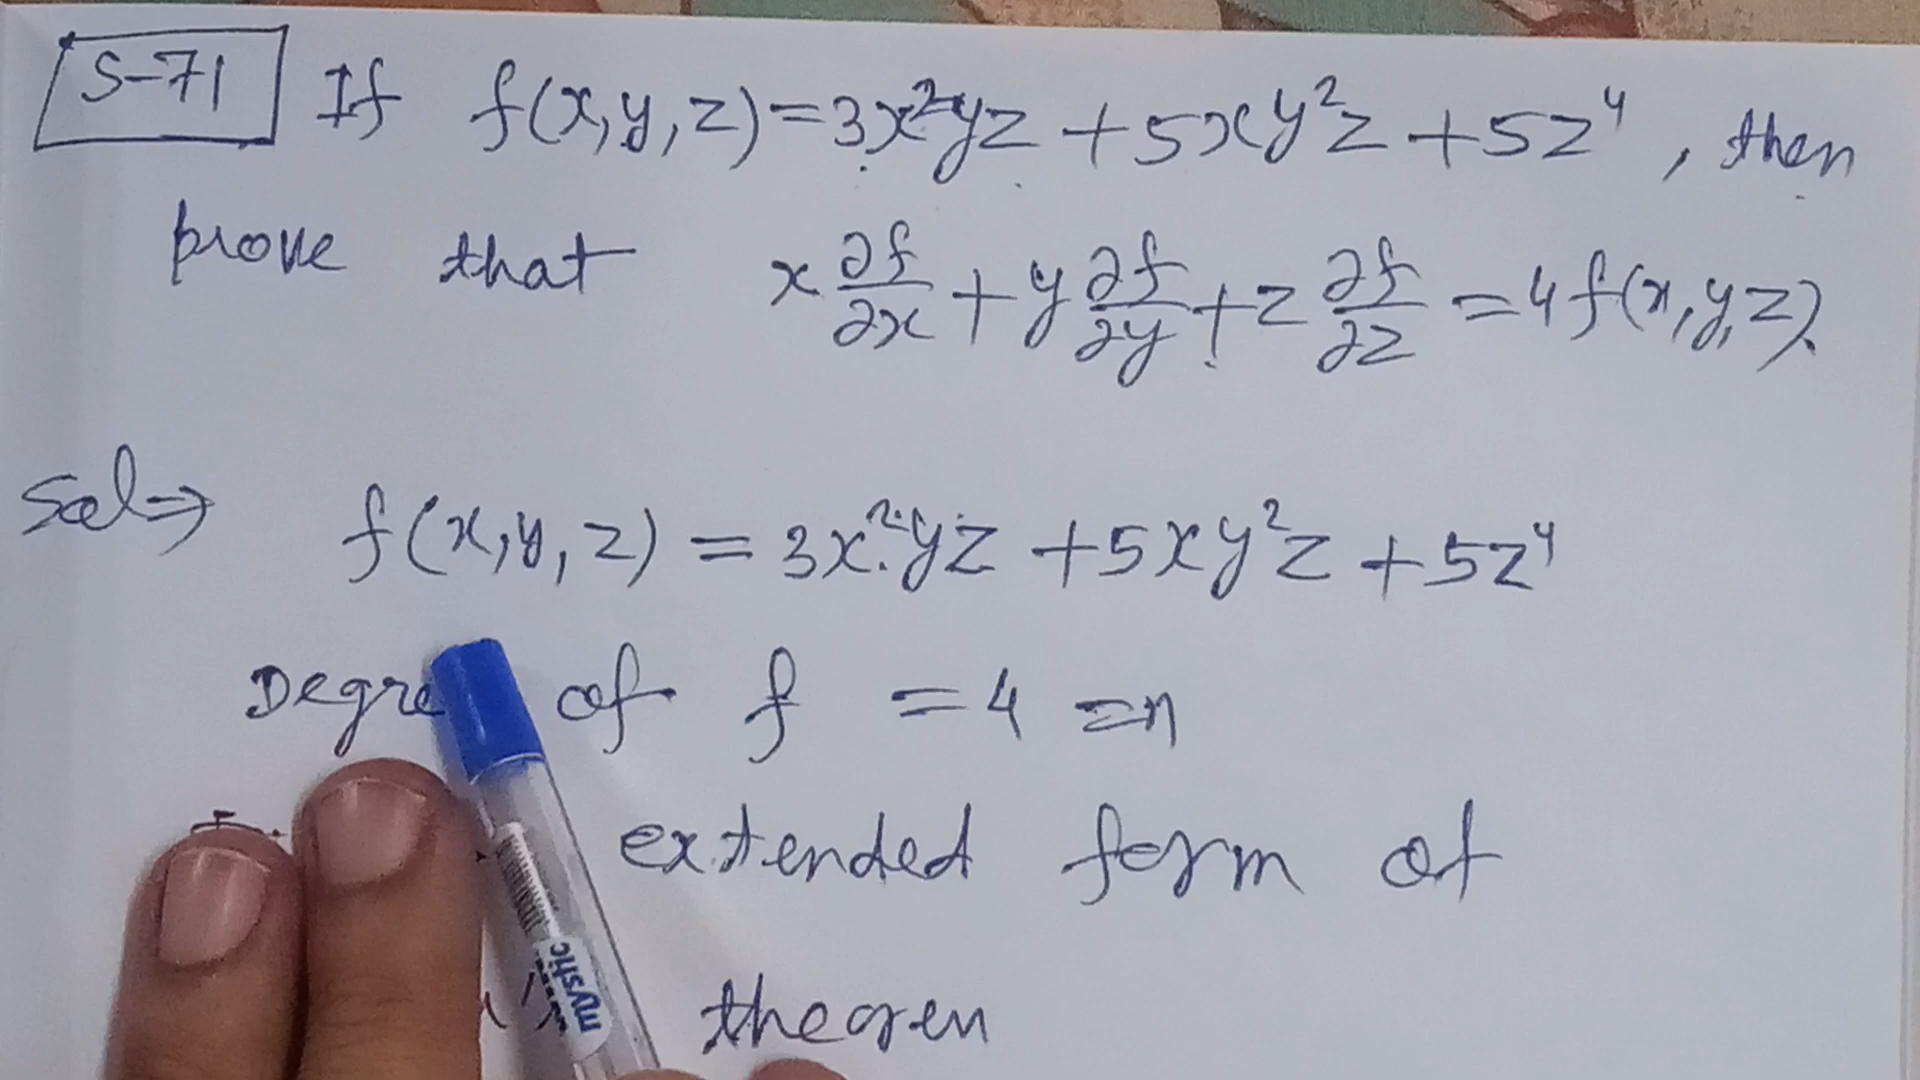 S-71 If f(x,y,z)=3x²yz+5xy²z+5z⁴, then
prove that x ∂f/∂x + y ∂f/∂y + z ∂f/∂z = 4f(x,y,z).
Sol⇒ f(x,y,z) = 3x²yz+5xy²z+5z⁴
of f = 4 = n
extended form of
theoren
mystic